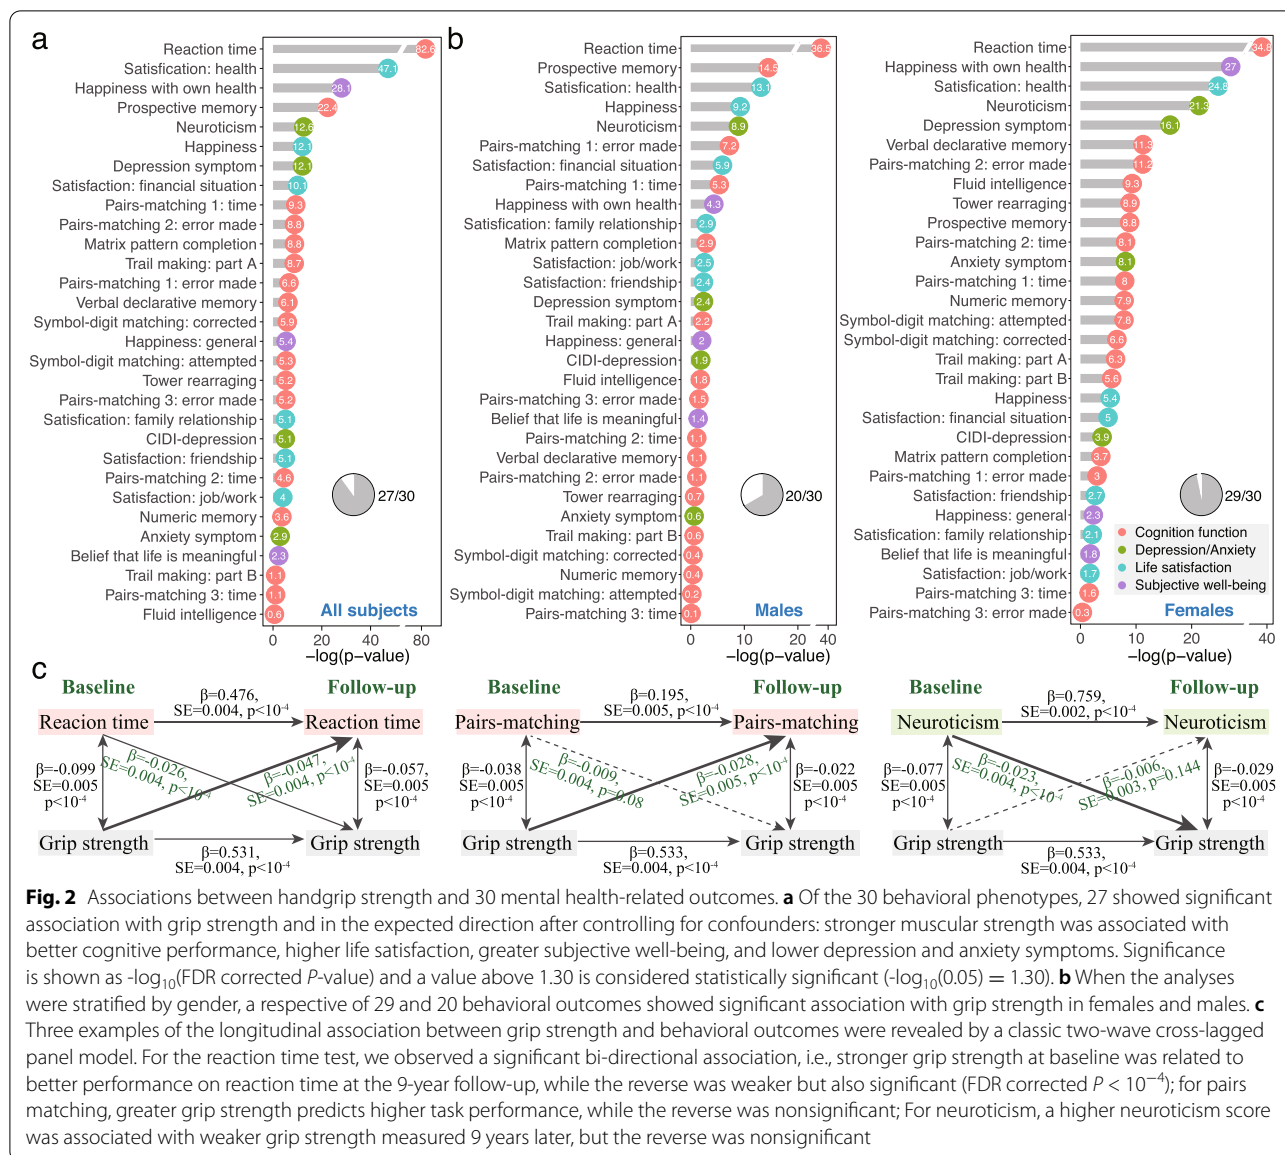 a
Reaction time 82.6
Satisfication: health 47.1
Happiness with own health 28.1
Prospective memory 22.4
Neuroticism 12.6
Happiness 12.1
Depression symptom 12.1
Satisfaction: financial situation 10.1
Pairs-matching 1: time 9.3
Pairs-matching 2: error made 8.8
Matrix pattern completion 8.8
Trail making: part A 8.7
Pairs-matching 1: error made 6.6
Verbal declarative memory 6.1
Symbol-digit matching: corrected 5.9
Happiness: general 5.4
Symbol-digit matching: attempted 5.3
Tower rearraging 5.2
Pairs-matching 3: error made 5.2
Satisfication: family relationship 5.1
CIDI-depression 5.1
Satisfaction: friendship 5.1
Pairs-matching 2: time 4.6
Satisfaction: job/work 4
Numeric memory 3.6
Anxiety symptom 2.9
Belief that life is meaningful 2.3
Trail making: part B 1.1
Pairs-matching 3: time 1.1
Fluid intelligence 0.6
27/30
All subjects
0 20 40 80
−log(p−value)
b
Reaction time 36.5
Prospective memory 14.5
Satisfaction: health 13.1
Happiness 9.2
Neuroticism 8.9
Pairs-matching 1: error made 7.2
Satisfaction: financial situation 5.9
Pairs-matching 1: time 5.3
Happiness with own health 4.3
Satisfaction: family relationship 2.9
Matrix pattern completion 2.9
Satisfaction: job/work 2.5
Satisfaction: friendship 2.4
Depression symptom 2.4
Trail making: part A 2.2
Happiness: general 2
CIDI-depression 1.9
Fluid intelligence 1.8
Pairs-matching 3: error made 1.5
Belief that life is meaningful 1.4
Pairs-matching 2: time 1.1
Verbal declarative memory 1.1
Pairs-matching 2: error made 1.1
Tower rearraging 0.7
Anxiety symptom 0.6
Trail making: part B 0.6
Symbol-digit matching: corrected 0.4
Numeric memory 0.4
Symbol-digit matching: attempted 0.2
Pairs-matching 3: time 0.1
20/30
Males
0 10 20 40
−log(p−value)
Reaction time 34.8
Happiness with own health 27
Satisfaction: health 24.8
Neuroticism 21.3
Depression symptom 16.1
Verbal declarative memory 11.3
Pairs-matching 2: error made 11.2
Fluid intelligence 9.3
Tower rearraging 8.9
Prospective memory 8.8
Pairs-matching 2: time 8.1
Anxiety symptom 8.1
Pairs-matching 1: time 8
Numeric memory 7.9
Symbol-digit matching: attempted 7.8
Symbol-digit matching: corrected 6.6
Trail making: part A 6.3
Trail making: part B 5.6
Happiness 5.4
Satisfaction: financial situation 5
CIDI-depression 3.9
Matrix pattern completion 3.7
Pairs-matching 1: error made 3
Satisfaction: friendship 2.7
Happiness: general 2.3
Satisfaction: family relationship 2.1
Belief that life is meaningful 1.8
Satisfaction: job/work 1.7
Pairs-matching 3: time 1.6
Pairs-matching 3: error made 0.3
29/30
Cognition function
Depression/Anxiety
Life satisfaction
Subjective well-being
Females
0 10 20 40
−log(p−value)
c
Baseline Follow-up
β=0.476,
SE=0.004, p<10⁻⁴
Reacion time Reaction time
β=-0.099
SE=0.005
p<10⁻⁴
β=-0.026,
SE=0.004, p<10⁻⁴
β=-0.047,
SE=0.004, p<10⁻⁴
β=-0.057,
SE=0.005
p<10⁻⁴
Grip strength Grip strength
β=0.531,
SE=0.004, p<10⁻⁴
Baseline Follow-up
β=0.195,
SE=0.005, p<10⁻⁴
Pairs-matching Pairs-matching
β=-0.038
SE=0.005
p<10⁻⁴
β=-0.009,
SE=0.004, p=0.08
β=-0.028,
SE=0.005, p<10⁻⁴
β=-0.022
SE=0.005
p<10⁻⁴
Grip strength Grip strength
β=0.533,
SE=0.004, p<10⁻⁴
Baseline Follow-up
β=0.759,
SE=0.002, p<10⁻⁴
Neuroticism Neuroticism
β=-0.077
SE=0.005
p<10⁻⁴
β=-0.023,
SE=0.004, p<10⁻⁴
β=-0.006,
SE=0.003, p=0.144
β=-0.029
SE=0.005
p<10⁻⁴
Grip strength Grip strength
β=0.533,
SE=0.004, p<10⁻⁴
Fig. 2 Associations between handgrip strength and 30 mental health-related outcomes. a Of the 30 behavioral phenotypes, 27 showed significant
association with grip strength and in the expected direction after controlling for confounders: stronger muscular strength was associated with
better cognitive performance, higher life satisfaction, greater subjective well-being, and lower depression and anxiety symptoms. Significance
is shown as -log₁₀(FDR corrected P-value) and a value above 1.30 is considered statistically significant (-log₁₀(0.05) = 1.30). b When the analyses
were stratified by gender, a respective of 29 and 20 behavioral outcomes showed significant association with grip strength in females and males. c
Three examples of the longitudinal association between grip strength and behavioral outcomes were revealed by a classic two-wave cross-lagged
panel model. For the reaction time test, we observed a significant bi-directional association, i.e., stronger grip strength at baseline was related to
better performance on reaction time at the 9-year follow-up, while the reverse was weaker but also significant (FDR corrected P < 10⁻⁴); for pairs
matching, greater grip strength predicts higher task performance, while the reverse was nonsignificant; For neuroticism, a higher neuroticism score
was associated with weaker grip strength measured 9 years later, but the reverse was nonsignificant